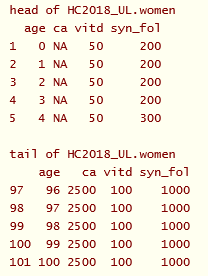 head of HC2018_UL.women
age ca vitd syn_fol
1 0 NA 50 200
2 1 NA 50 200
3 2 NA 50 200
4 3 NA 50 200
5 4 NA 50 300
tail of HC2018_UL.women
age ca vitd syn_fol
97 96 2500 100 1000
98 97 2500 100 1000
99 98 2500 100 1000
100 99 2500 100 1000
101 100 2500 100 1000